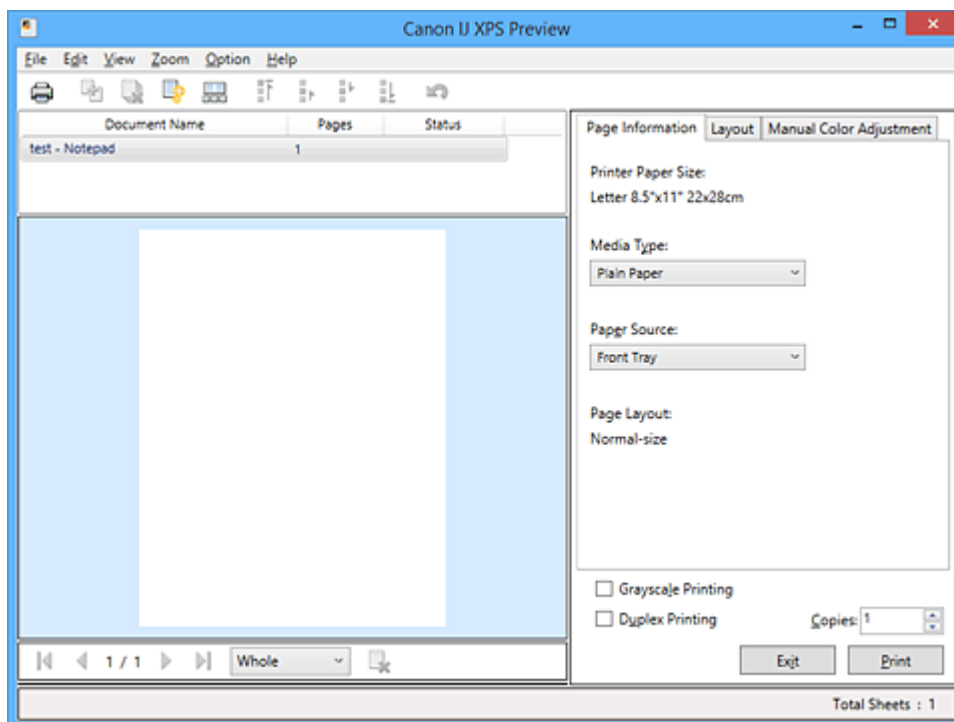 Canon IJ XPS Preview
File Edit View Zoom Option Help
Document Name Pages Status
test - Notepad 1
Page Information Layout Manual Color Adjustment
Printer Paper Size:
Letter 8.5"x11" 22x28cm
Media Type:
Plain Paper
Paper Source:
Front Tray
Page Layout:
Normal-size
Grayscale Printing
Duplex Printing
Copies: 1
1 / 1
Whole
Exit
Print
Total Sheets : 1